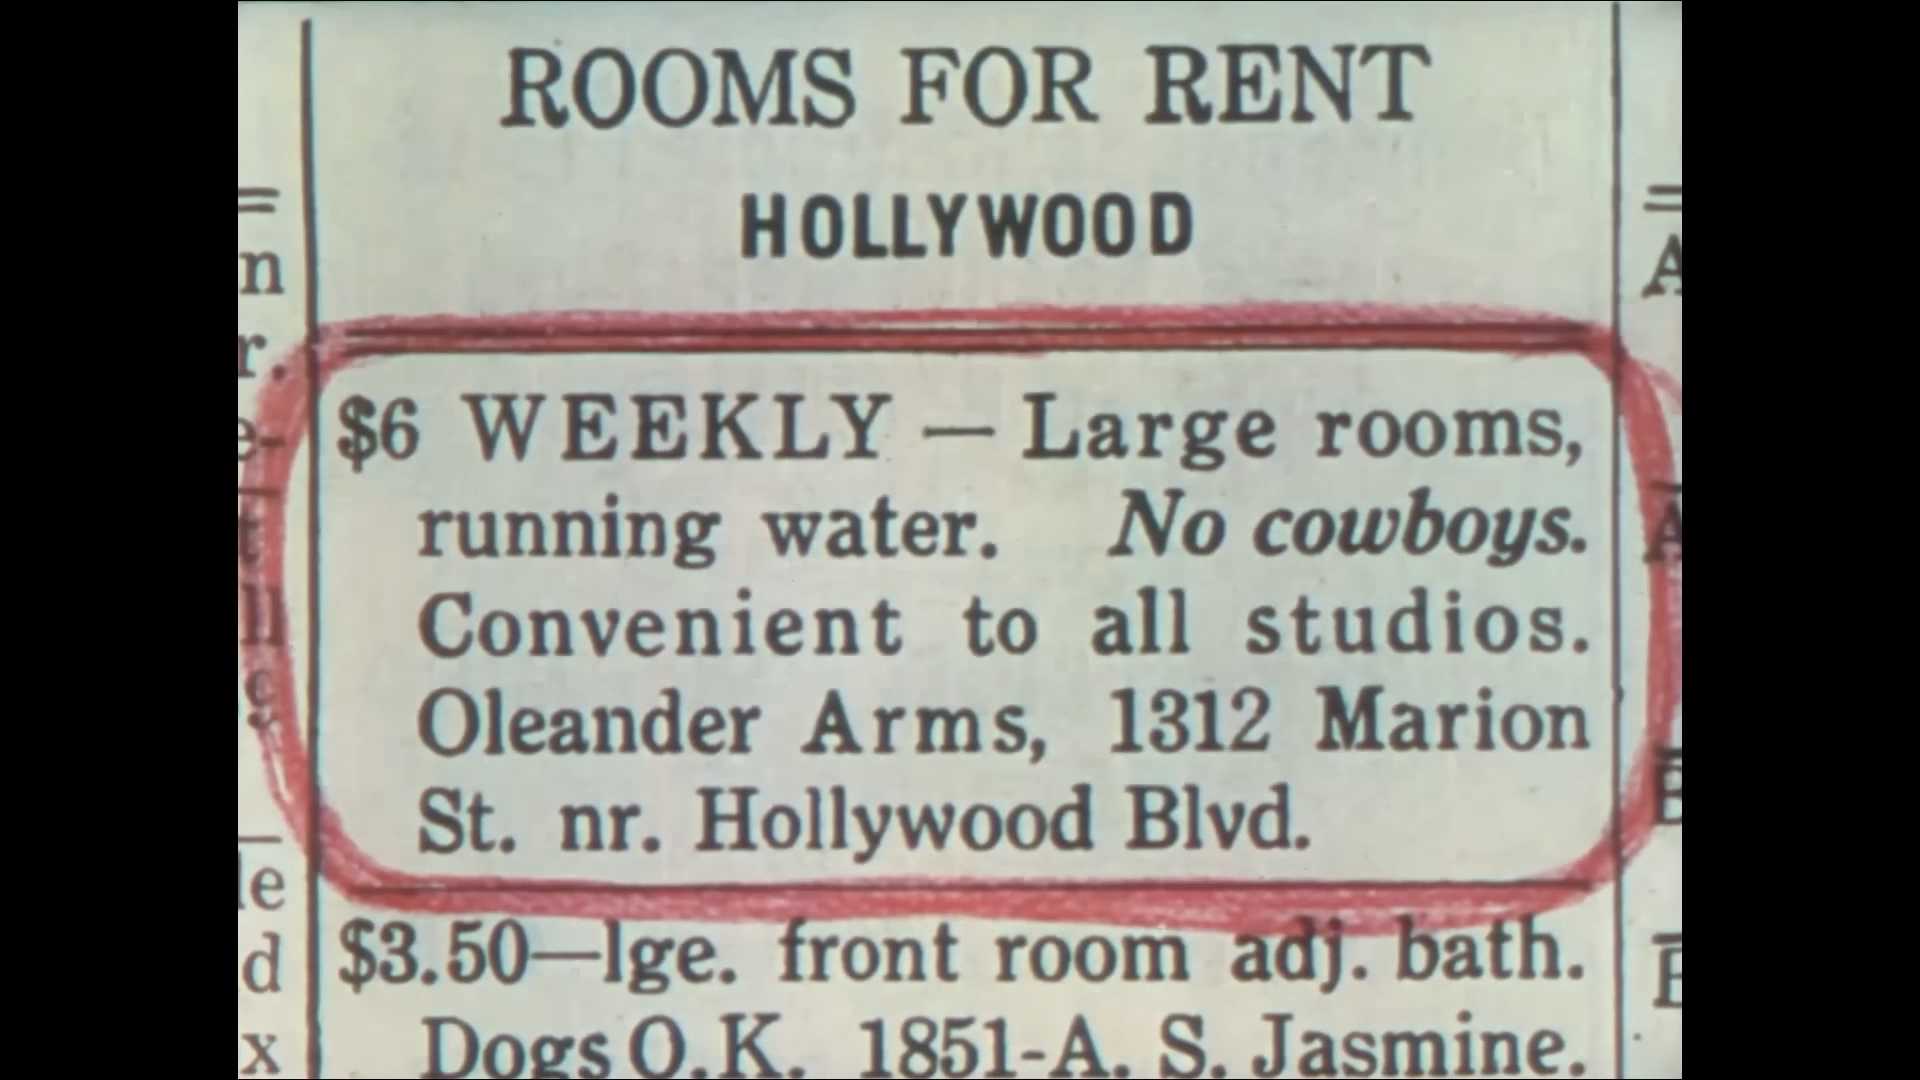 ROOMS FOR RENT
HOLLYWOOD
$6 WEEKLY — Large rooms,
running water. No cowboys.
Convenient to all studios.
Oleander Arms, 1312 Marion
St. nr. Hollywood Blvd.
$3.50—lge. front room adj. bath.
Dogs O.K. 1851-A. S. Jasmine.